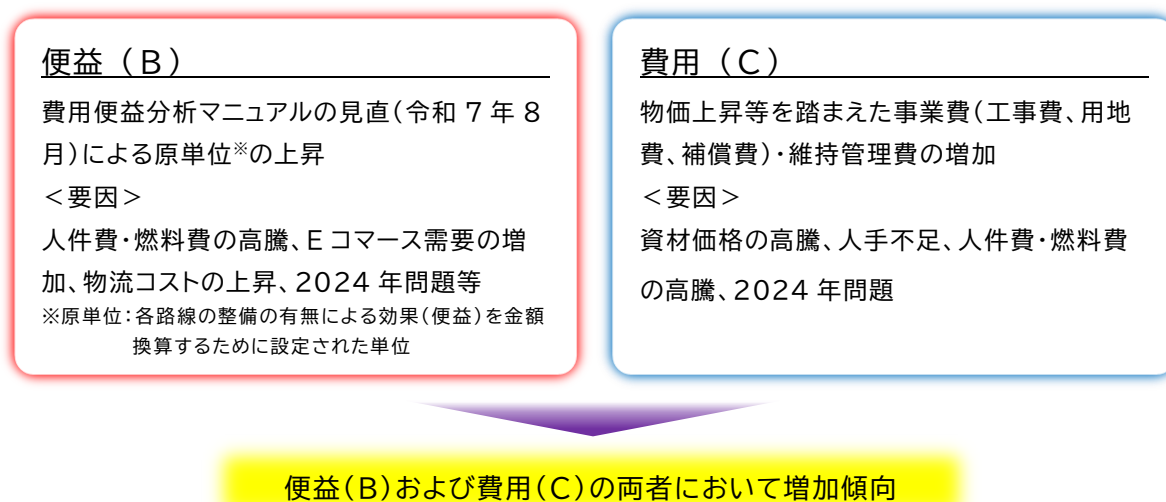 便益（B）
費用便益分析マニュアルの見直（令和７年８
月）による原単位※の上昇
＜要因＞
人件費・燃料費の高騰、E コマース需要の増
加、物流コストの上昇、2024 年問題等
※原単位：各路線の整備の有無による効果（便益）を金額
換算するために設定された単位
費用（C）
物価上昇等を踏まえた事業費（工事費、用地
費、補償費）・維持管理費の増加
＜要因＞
資材価格の高騰、人手不足、人件費・燃料費
の高騰、2024 年問題
便益（B）および費用（C）の両者において増加傾向